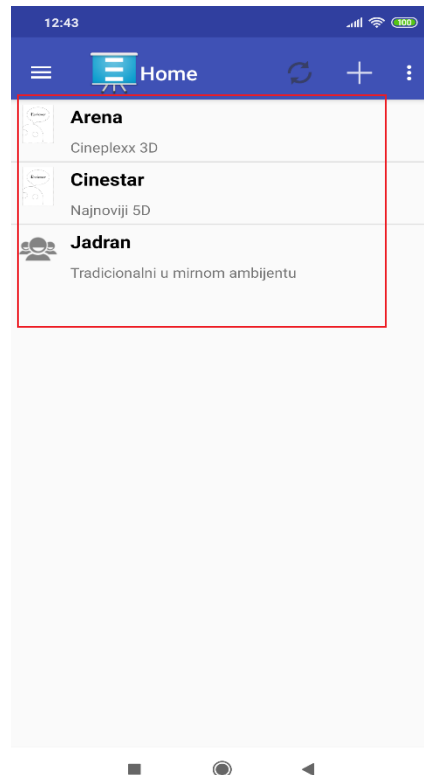 12:43
100
Home
Arena
Cineplexx 3D
Cinestar
Najnoviji 5D
Jadran
Tradicionalni u mirnom ambijentu